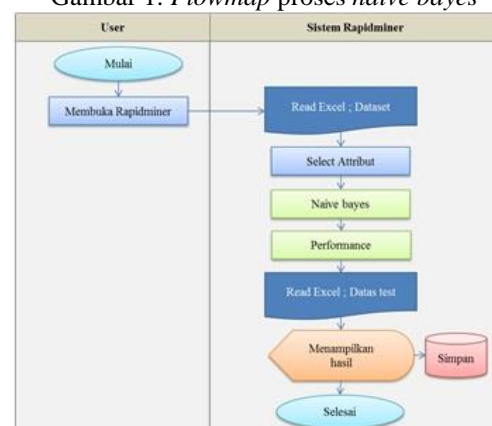 Gambar 1. Flowmap proses naive bayes
User
Sistem Rapidminer
Mulai
Membuka Rapidminer
Read Excel ; Dataset
Select Attribut
Naive bayes
Performance
Read Excel ; Datas test
Menampilkan
hasil
Simpan
Selesai